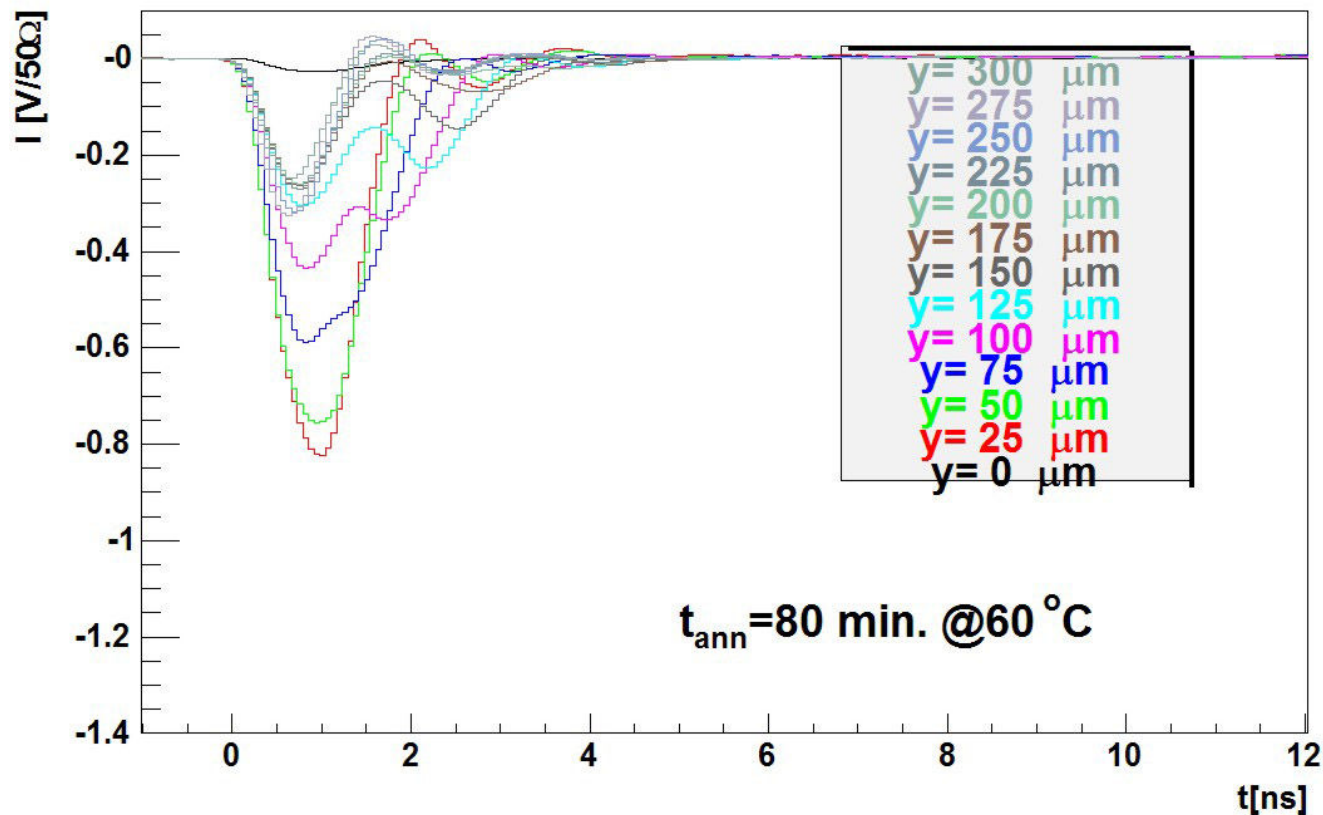 I [V/50Ω]
-0
-0.2
-0.4
-0.6
-0.8
-1
-1.2
-1.4
y= 300 μm
y= 275 μm
y= 250 μm
y= 225 μm
y= 200 μm
y= 175 μm
y= 150 μm
y= 125 μm
y= 100 μm
y= 75 μm
y= 50 μm
y= 25 μm
y= 0 μm
t_ann=80 min. @60 °C
0 2 4 6 8 10 12
t[ns]